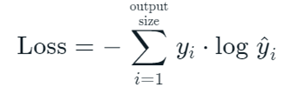 output
size
Loss = − ∑ yᵢ · log ŷᵢ
i=1